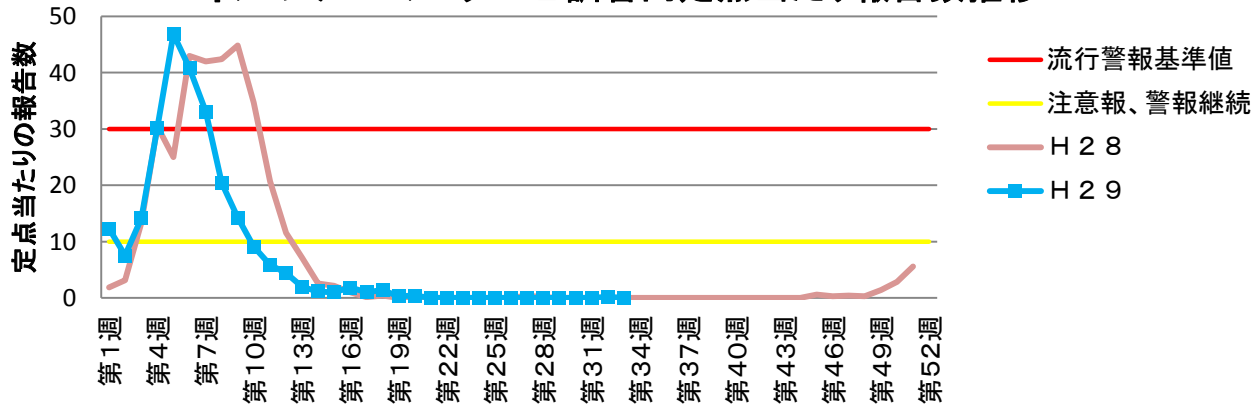 50
40
30
20
10
0
定点当たりの報告数
流行警報基準値
注意報、警報継続
Ｈ２８
Ｈ２９
第1週
第4週
第7週
第10週
第13週
第16週
第19週
第22週
第25週
第28週
第31週
第34週
第37週
第40週
第43週
第46週
第49週
第52週